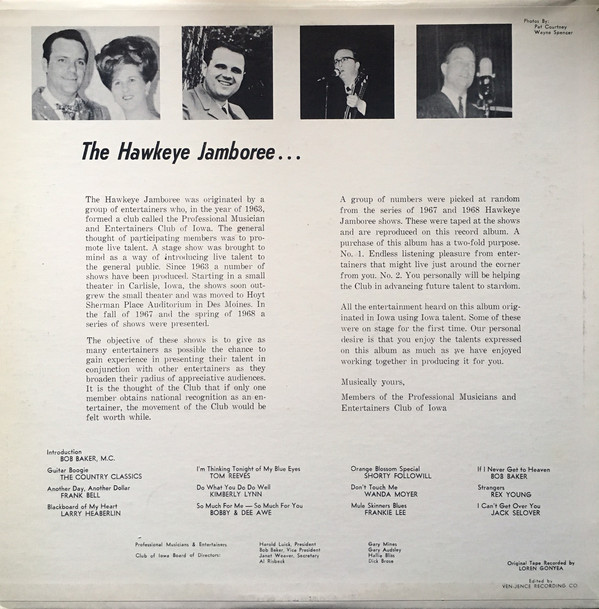 Photos By:
Pat Courtney
Wayne Spencer
The Hawkeye Jamboree...
The Hawkeye Jamboree was originated by a
group of entertainers who, in the year of 1963,
formed a club called the Professional Musician
and Entertainers Club of Iowa. The general
thought of participating members was to pro-
mote live talent. A stage show was brought to
mind as a way of introducing live talent to
the general public. Since 1963 a number of
shows have been produced. Starting in a small
theater in Carlisle, Iowa, the shows soon out-
grew the small theater and was moved to Hoyt
Sherman Place Auditorium in Des Moines. In
the fall of 1967 and the spring of 1968 a
series of shows were presented.
The objective of these shows is to give as
many entertainers as possible the chance to
gain experience in presenting their talent in
conjunction with other entertainers as they
broaden their radius of appreciative audiences.
It is the thought of the Club that if only one
member obtains national recognition as an en-
tertainer, the movement of the Club would be
felt worth while.
A group of numbers were picked at random
from the series of 1967 and 1968 Hawkeye
Jamboree shows. These were taped at the shows
and are reproduced on this record album. A
purchase of this album has a two-fold purpose.
No. 1. Endless listening pleasure from enter-
tainers that might live just around the corner
from you. No. 2. You personally will be helping
the Club in advancing future talent to stardom.
All the entertainment heard on this album orig-
inated in Iowa using Iowa talent. Some of these
were on stage for the first time. Our personal
desire is that you enjoy the talents expressed
on this album as much as we have enjoyed
working together in producing it for you.
Musically yours,
Members of the Professional Musicians and
Entertainers Club of Iowa
Introduction
BOB BAKER, M.C.
Guitar Boogie
THE COUNTRY CLASSICS
Another Day, Another Dollar
FRANK BELL
Blackboard of My Heart
LARRY HEABERLIN
I'm Thinking Tonight of My Blue Eyes
TOM REEVES
Do What You Do Do Well
KIMBERLY LYNN
So Much For Me — So Much For You
BOBBY & DEE AWE
Orange Blossom Special
SHORTY FOLLOWILL
Don't Touch Me
WANDA MOYER
Mule Skinners Blues
FRANKIE LEE
If I Never Get to Heaven
BOB BAKER
Strangers
REX YOUNG
I Can't Get Over You
JACK SELOVER
Professional Musicians & Entertainers
Club of Iowa Board of Directors:
Harold Luick, President
Bob Baker, Vice President
Janet Weaver, Secretary
Al Risbeck
Gary Mines
Gary Audsley
Hollis Bliss
Dick Brose
Original Tape Recorded by
LOREN GONYEA
Edited by
VEN-JENCE RECORDING CO.